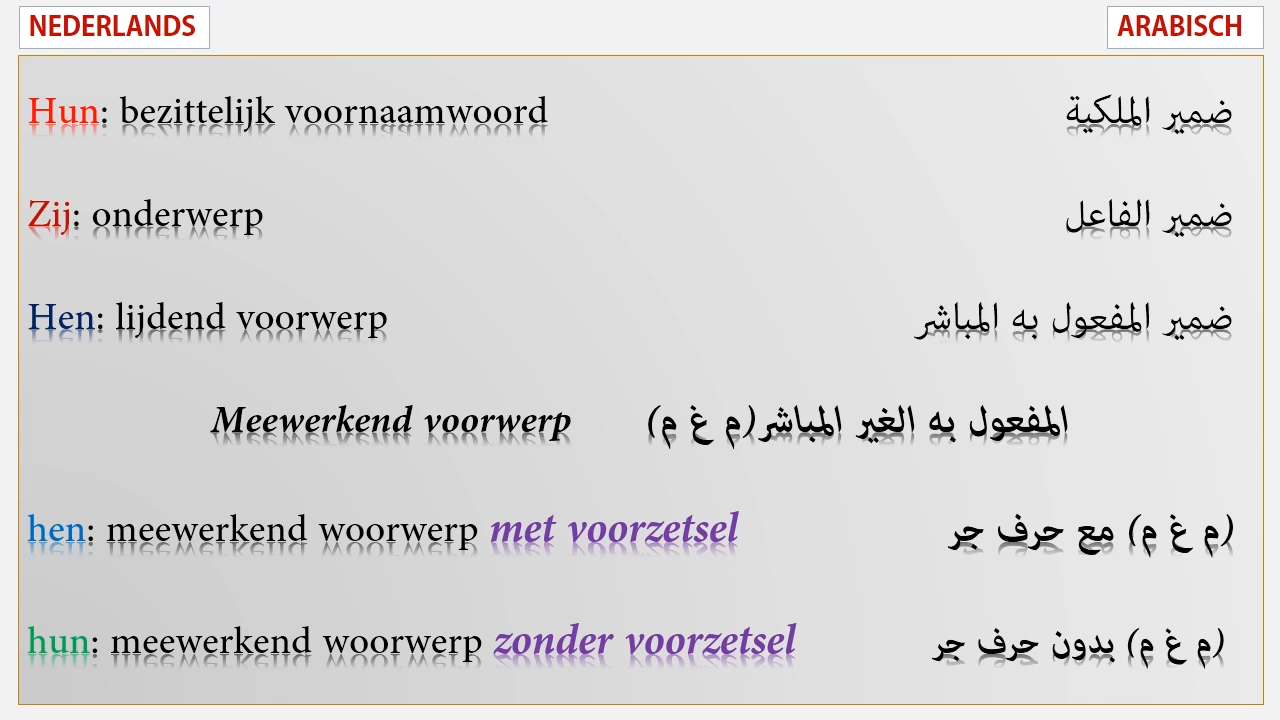 NEDERLANDS ARABISCH
Hun: bezittelijk voornaamwoord ضمير الملكية
Zij: onderwerp ضمير الفاعل
Hen: lijdend voorwerp ضمير المفعول به المباشر
Meewerkend voorwerp المفعول به الغير المباشر(م غ م)
hen: meewerkend woorwerp met voorzetsel (م غ م) مع حرف جر
hun: meewerkend woorwerp zonder voorzetsel (م غ م) بدون حرف جر